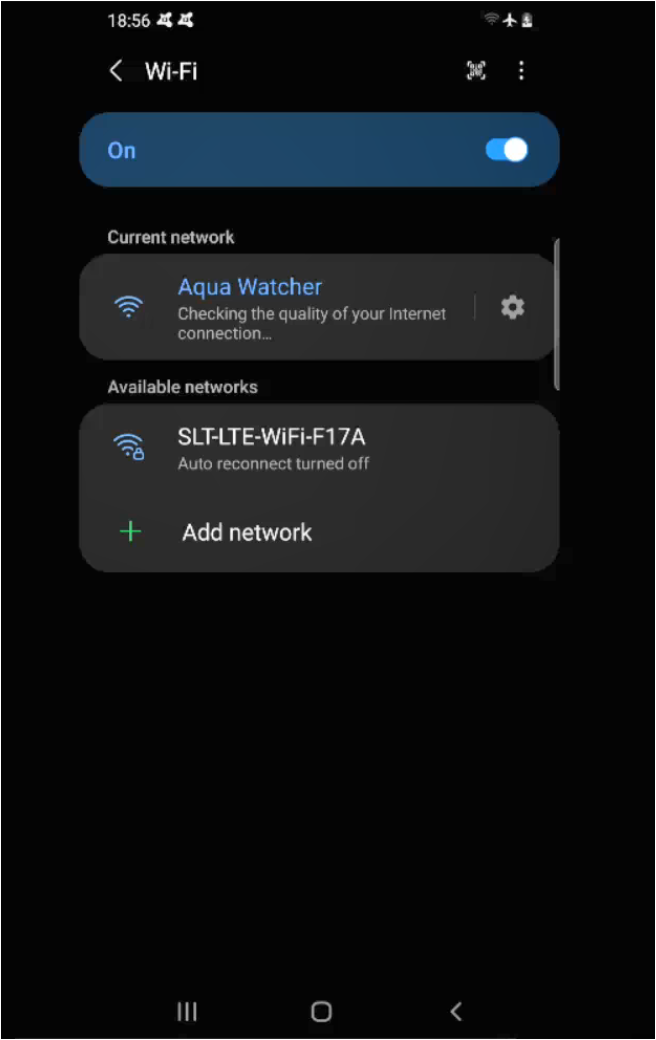 18:56
Wi-Fi
On
Current network
Aqua Watcher
Checking the quality of your Internet
connection...
Available networks
SLT-LTE-WiFi-F17A
Auto reconnect turned off
Add network